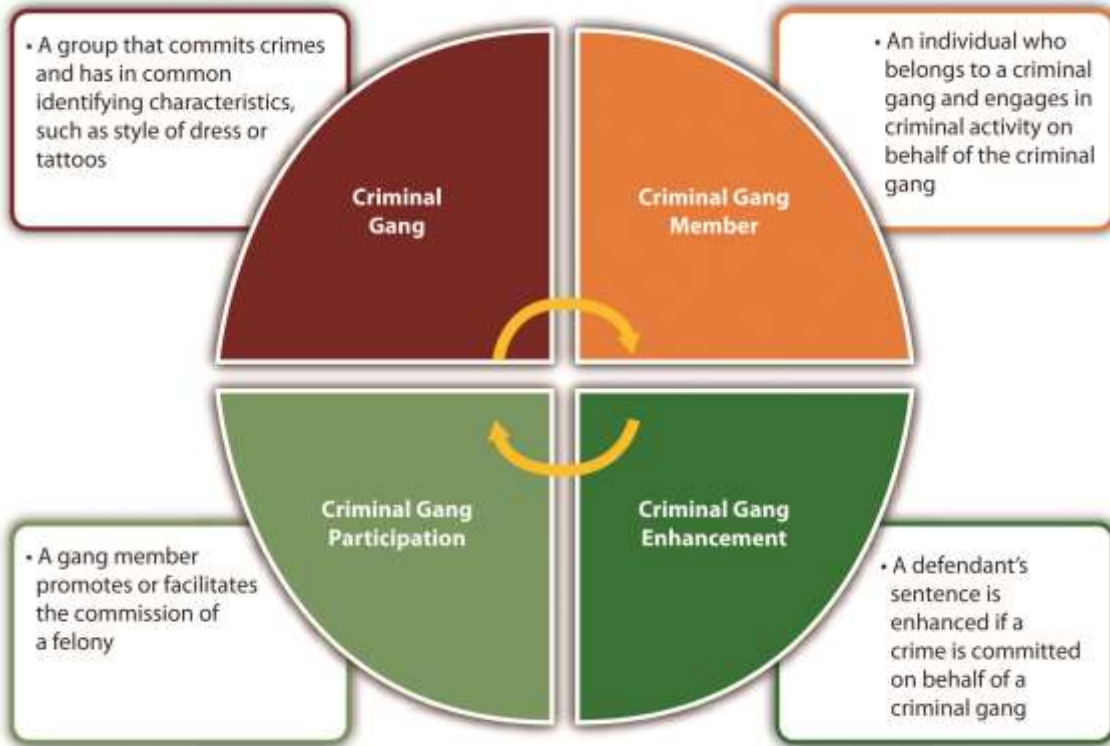 • A group that commits crimes
and has in common
identifying characteristics,
such as style of dress or
tattoos
Criminal
Gang
• An individual who
belongs to a criminal
gang and engages in
criminal activity on
behalf of the criminal
gang
Criminal Gang
Member
• A gang member
promotes or facilitates
the commission of
a felony
Criminal Gang
Participation
Criminal Gang
Enhancement
• A defendant’s
sentence is
enhanced if a
crime is committed
on behalf of a
criminal gang